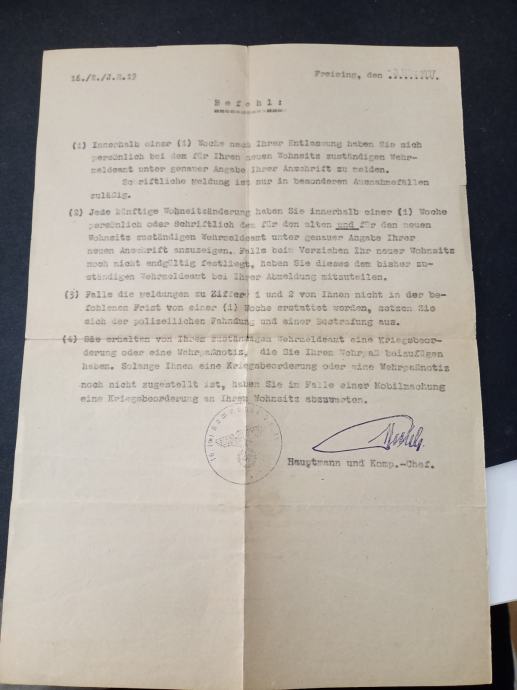 16./E./J.R.19 Freising, den
Befehl:
(1) Innerhalb einer (1) Woche nach Ihrer Entlassung haben Sie sich
persönlich bei dem für Ihren neuen Wohnsitz zuständigen Wehr-
meldeamt unter genauer Angabe Ihrer Anschrift zu melden.
Schriftliche Meldung ist nur in besonderen Ausnahmefällen
zuläßig.
(2) Jede künftige Wohnsitzänderung haben Sie innerhalb einer (1) Woche
persönlich oder Schriftlich dem für den alten und für den neuen
Wohnsitz zuständigen Wehrmeldeamt unter genauer Angabe Ihrer
neuen Anschrift anzuzeigen. Falls beim Verziehen Ihr neuer Wohnsitz
noch nicht endgültig festliegt, haben Sie dieses dem bisher zu-
ständigen Wehrmeldeamt bei Ihrer Abmeldung mitzuteilen.
(3) Falls die Meldungen zu Ziffer 1 und 2 von Ihnen nicht in der be-
fohlenen Frist von einer (1) Woche erstattet werden, setzen Sie
sich der polizeilichen Fahndung und einer Bestrafung aus.
(4) Sie erhalten von Ihrem zuständigen Wehrmeldeamt eine Kriegsbeor-
derung oder eine Wehrpaßnotiz, die Sie Ihren Wehrpaß beizufügen
haben. Solange Ihnen eine Kriegsbeorderung oder eine Wehrpaßnotiz
noch nicht zugestellt ist, haben Sie im Falle einer Mobilmachung
eine Kriegsbeorderung an Ihrem Wohnsitz abzuwarten.
Hauptmann und Komp.-Chef.